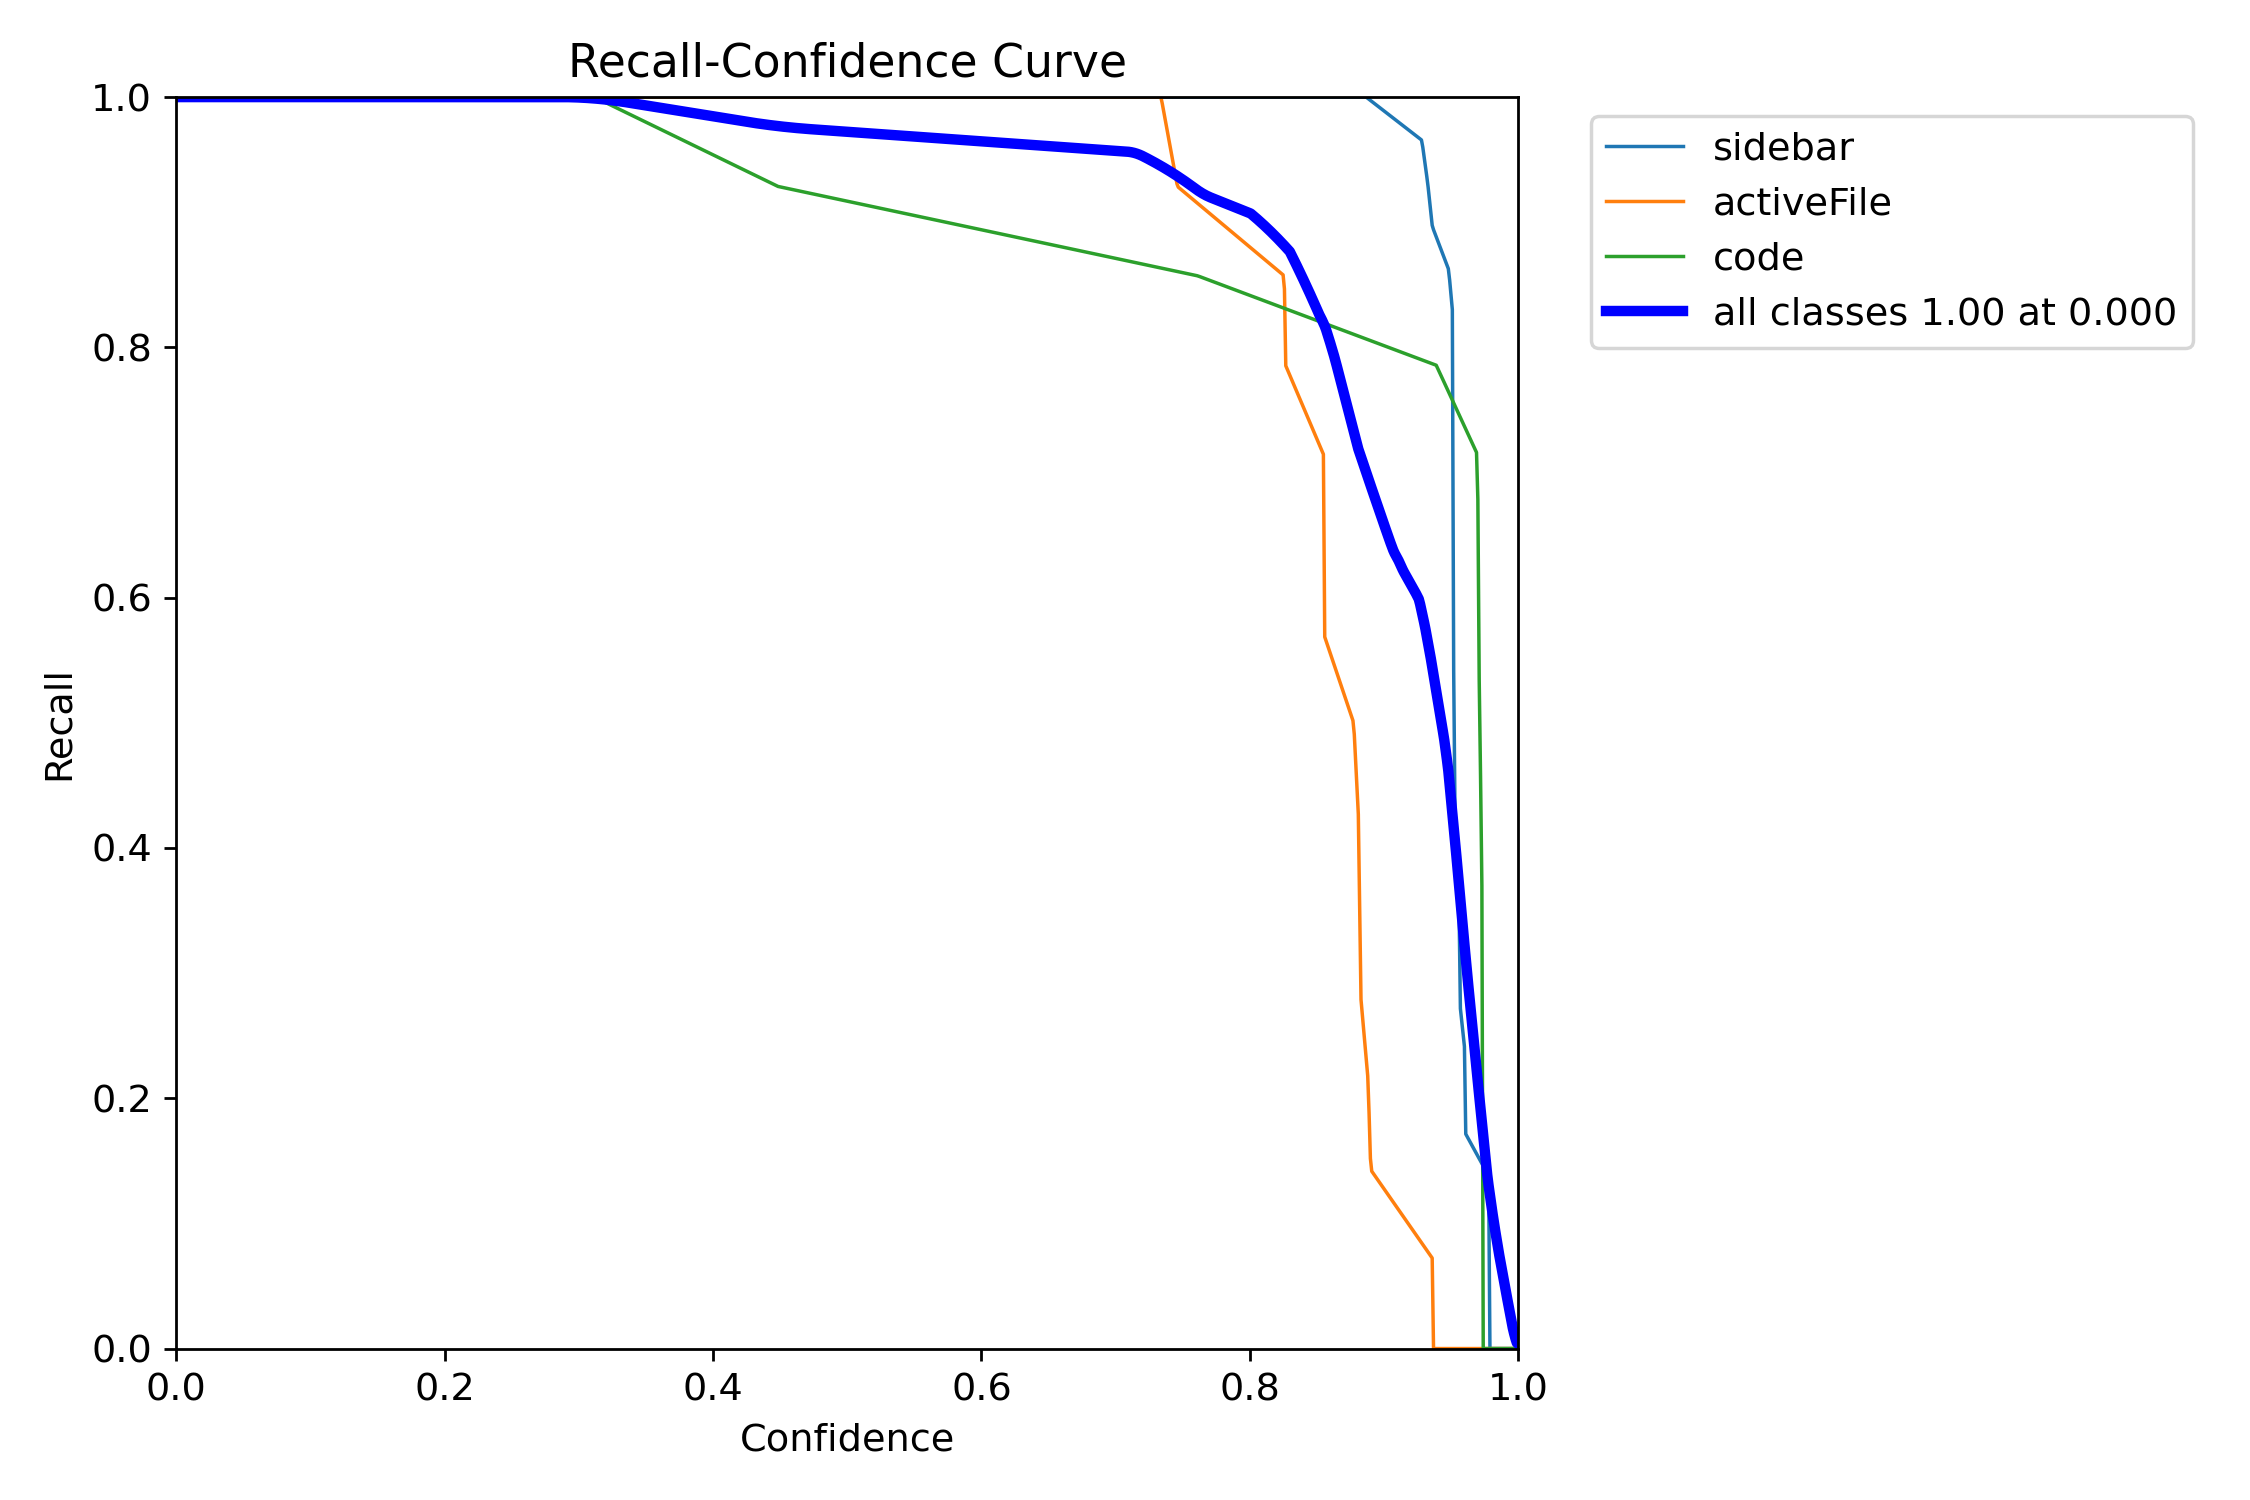 Recall-Confidence Curve
1.0
0.8
0.6
0.4
0.2
0.0
Recall
0.0 0.2 0.4 0.6 0.8 1.0
Confidence
sidebar
activeFile
code
all classes 1.00 at 0.000